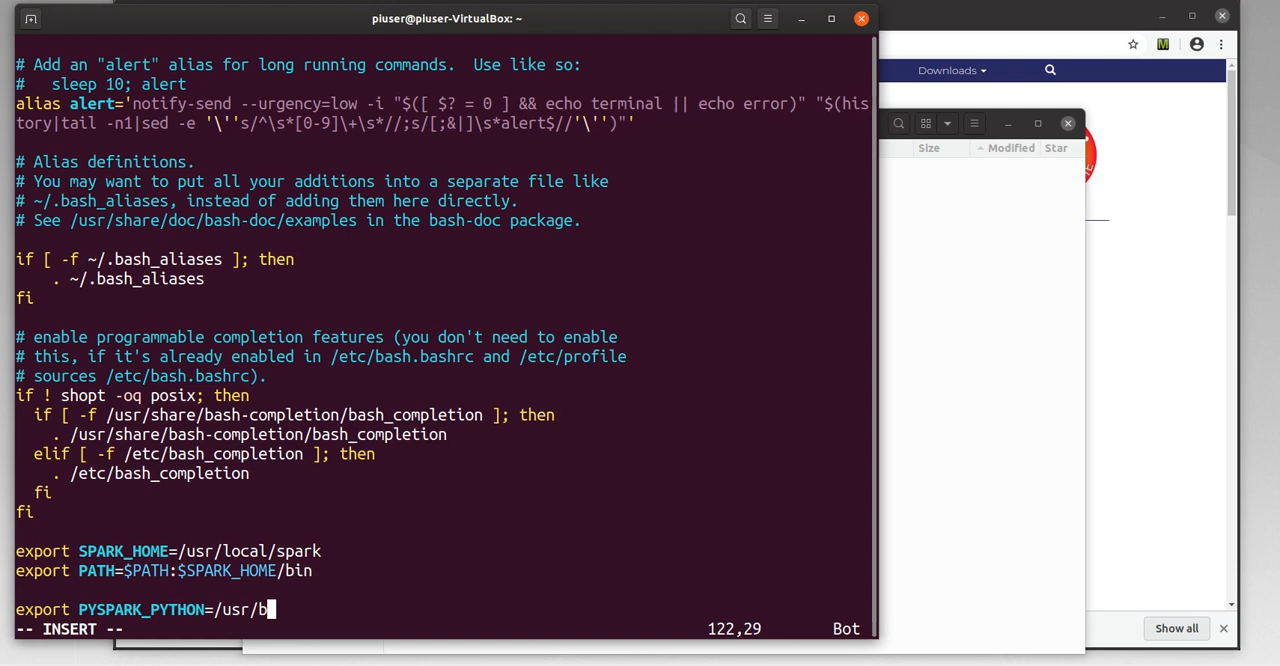 piuser@piuser-VirtualBox: ~
# Add an "alert" alias for long running commands.  Use like so:
#   sleep 10; alert
alias alert='notify-send --urgency=low -i "$([ $? = 0 ] && echo terminal || echo error)" "$(his
tory|tail -n1|sed -e '\''s/^\s*[0-9]\+\s*//;s/[;&|]\s*alert$//'\'')"'
# Alias definitions.
# You may want to put all your additions into a separate file like
# ~/.bash_aliases, instead of adding them here directly.
# See /usr/share/doc/bash-doc/examples in the bash-doc package.
if [ -f ~/.bash_aliases ]; then
    . ~/.bash_aliases
fi
# enable programmable completion features (you don't need to enable
# this, if it's already enabled in /etc/bash.bashrc and /etc/profile
# sources /etc/bash.bashrc).
if ! shopt -oq posix; then
  if [ -f /usr/share/bash-completion/bash_completion ]; then
    . /usr/share/bash-completion/bash_completion
  elif [ -f /etc/bash_completion ]; then
    . /etc/bash_completion
  fi
fi
export SPARK_HOME=/usr/local/spark
export PATH=$PATH:$SPARK_HOME/bin
export PYSPARK_PYTHON=/usr/b
-- INSERT -- 122,29 Bot
Downloads
Size Modified Star
Show all